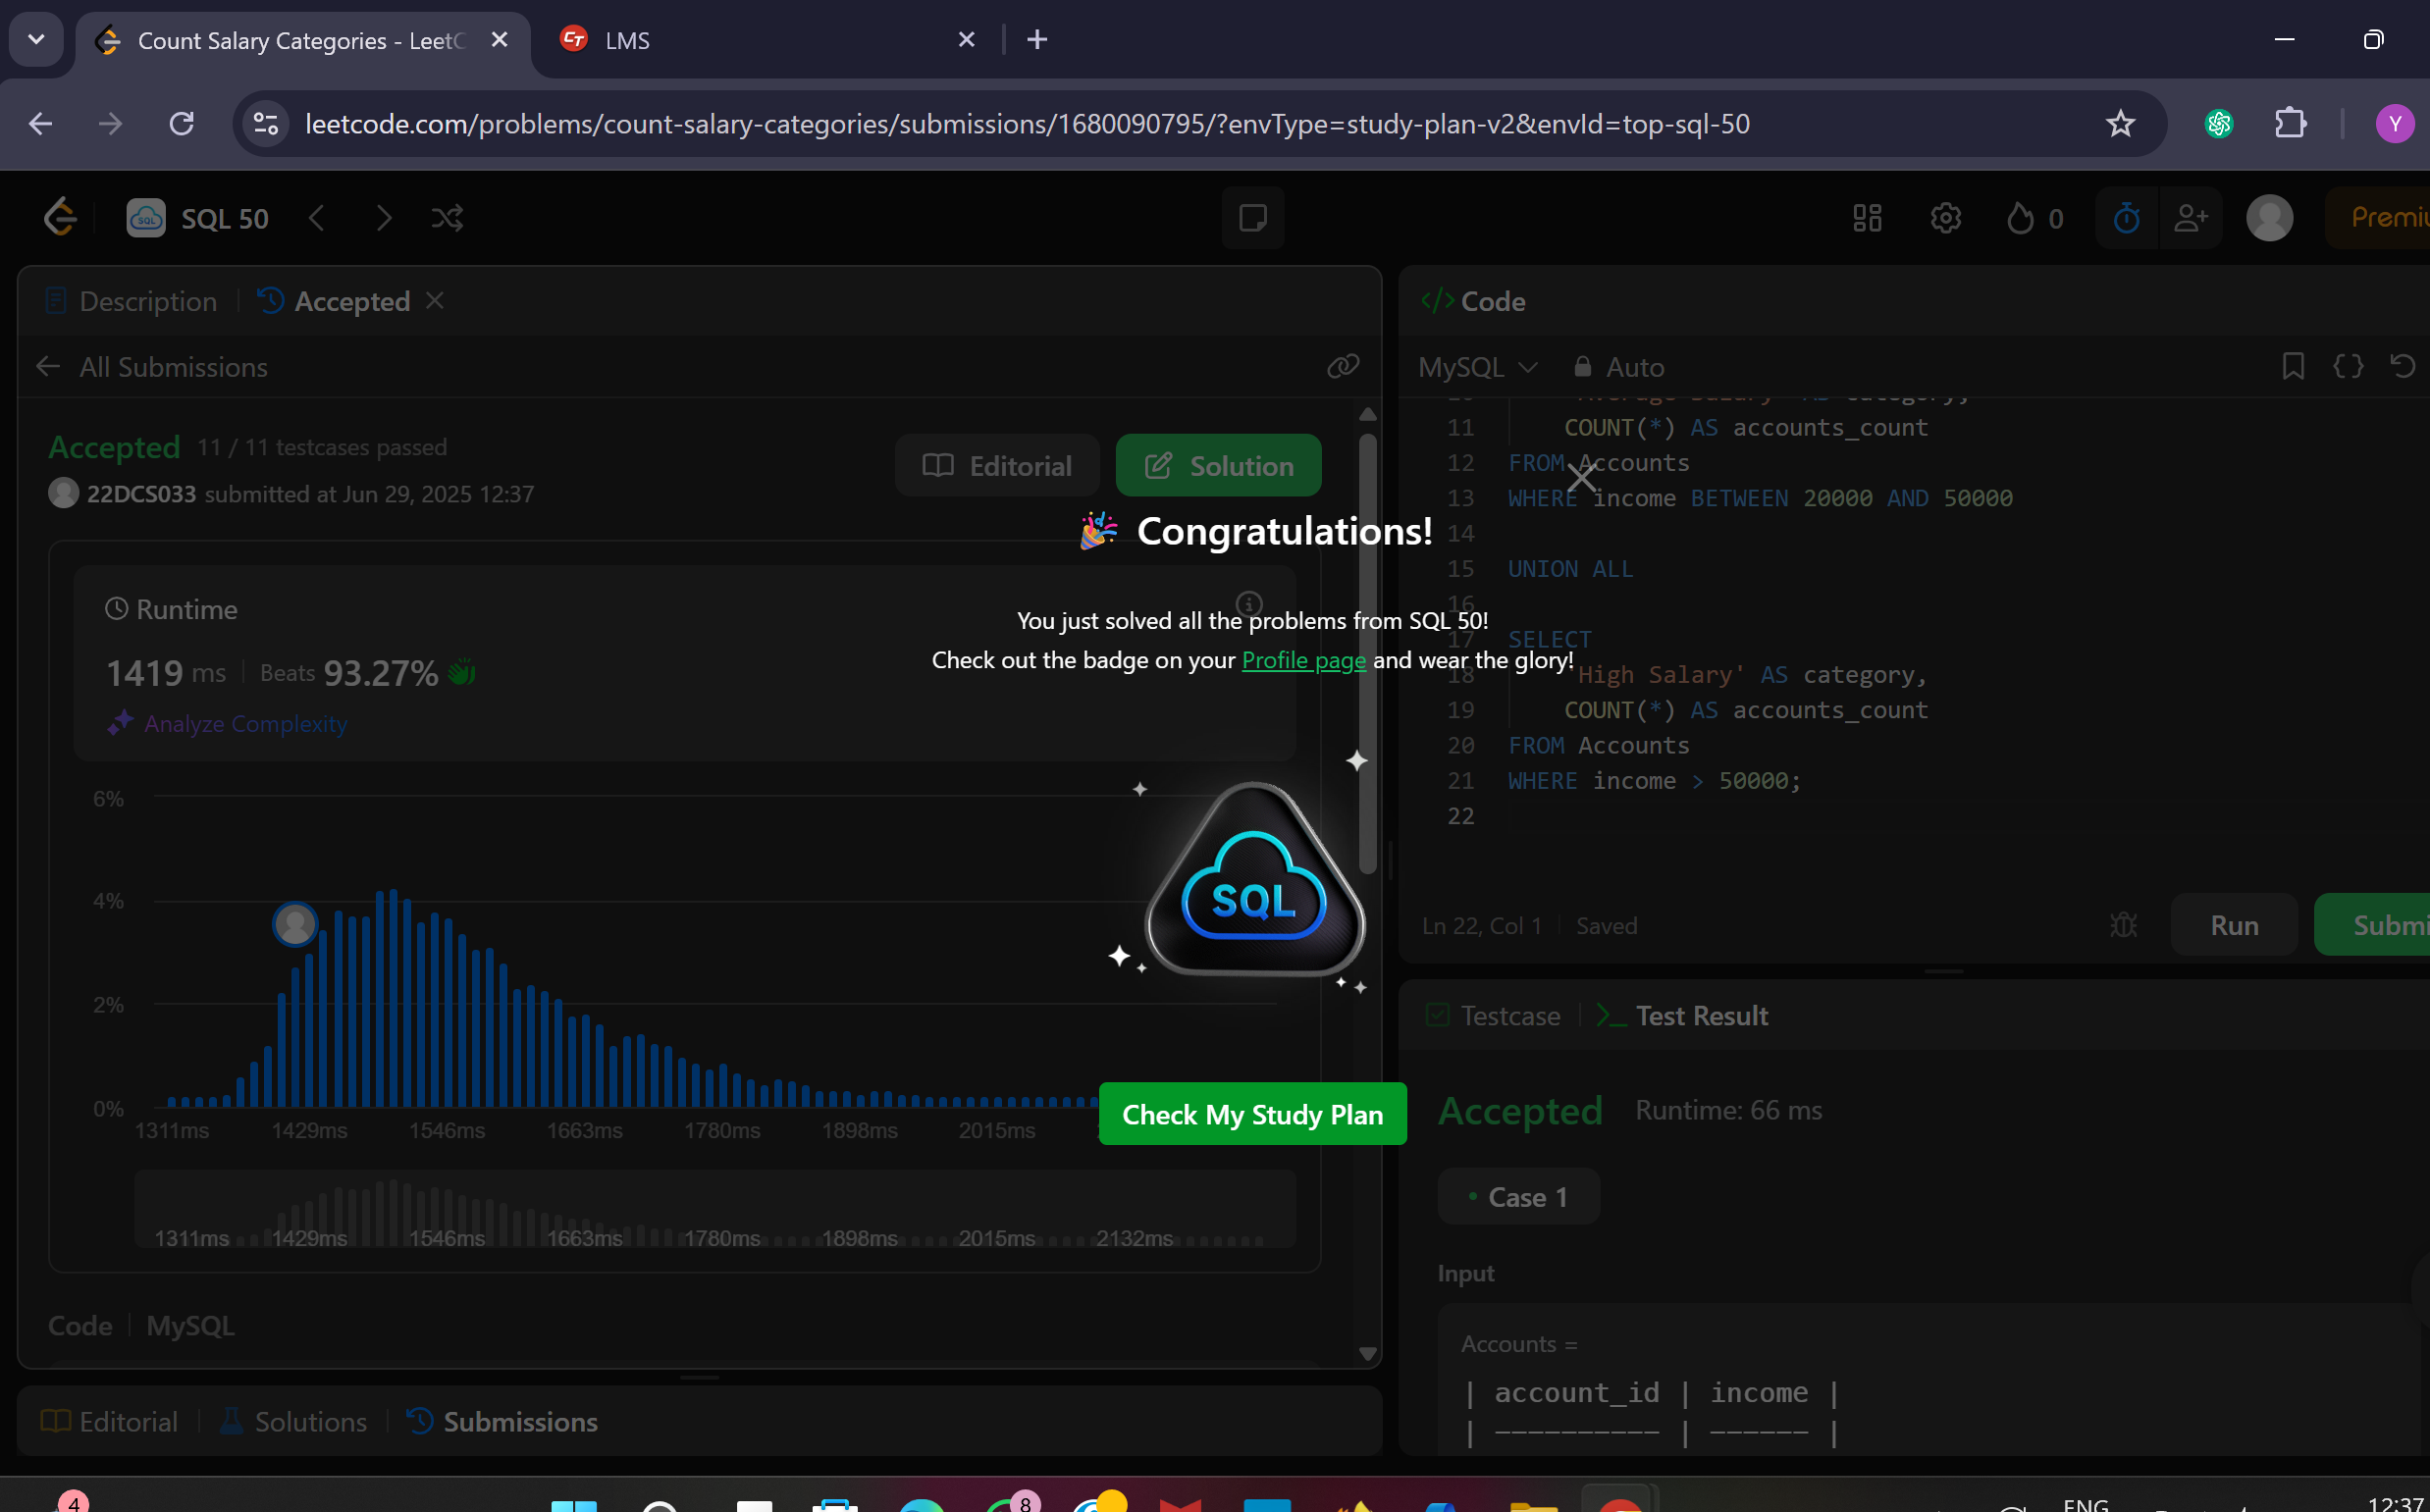 Count Salary Categories - LeetC
LMS
leetcode.com/problems/count-salary-categories/submissions/1680090795/?envType=study-plan-v2&envId=top-sql-50
Y
SQL 50
0
Premiu
Description
Accepted
All Submissions
Accepted 11 / 11 testcases passed
22DCS033 submitted at Jun 29, 2025 12:37
Editorial
Solution
🎉 Congratulations!
You just solved all the problems from SQL 50!
Check out the badge on your Profile page and wear the glory!
SQL
Check My Study Plan
Runtime
1419 ms Beats 93.27%
Analyze Complexity
6%
4%
2%
0%
1311ms 1429ms 1546ms 1663ms 1780ms 1898ms 2015ms
1311ms 1429ms 1546ms 1663ms 1780ms 1898ms 2015ms 2132ms
Code MySQL
Editorial Solutions Submissions
</> Code
MySQL Auto
'Average Salary' AS category,
11 COUNT(*) AS accounts_count
12 FROM Accounts
13 WHERE income BETWEEN 20000 AND 50000
14
15 UNION ALL
16
17 SELECT
18 'High Salary' AS category,
19 COUNT(*) AS accounts_count
20 FROM Accounts
21 WHERE income > 50000;
22
Ln 22, Col 1 Saved
Run
Submi
Testcase
Test Result
Accepted Runtime: 66 ms
Case 1
Input
Accounts =
| account_id | income |
| ---------- | ------ |
4
8
ENG
12:37